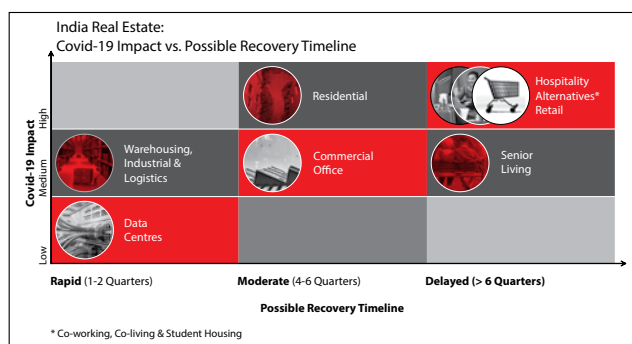 India Real Estate:
Covid-19 Impact vs. Possible Recovery Timeline
Covid-19 Impact
High
Medium
Low
Residential
Hospitality
Alternatives*
Retail
Warehousing,
Industrial &
Logistics
Commercial
Office
Senior
Living
Data
Centres
Rapid (1-2 Quarters)
Moderate (4-6 Quarters)
Delayed (> 6 Quarters)
Possible Recovery Timeline
* Co-working, Co-living & Student Housing